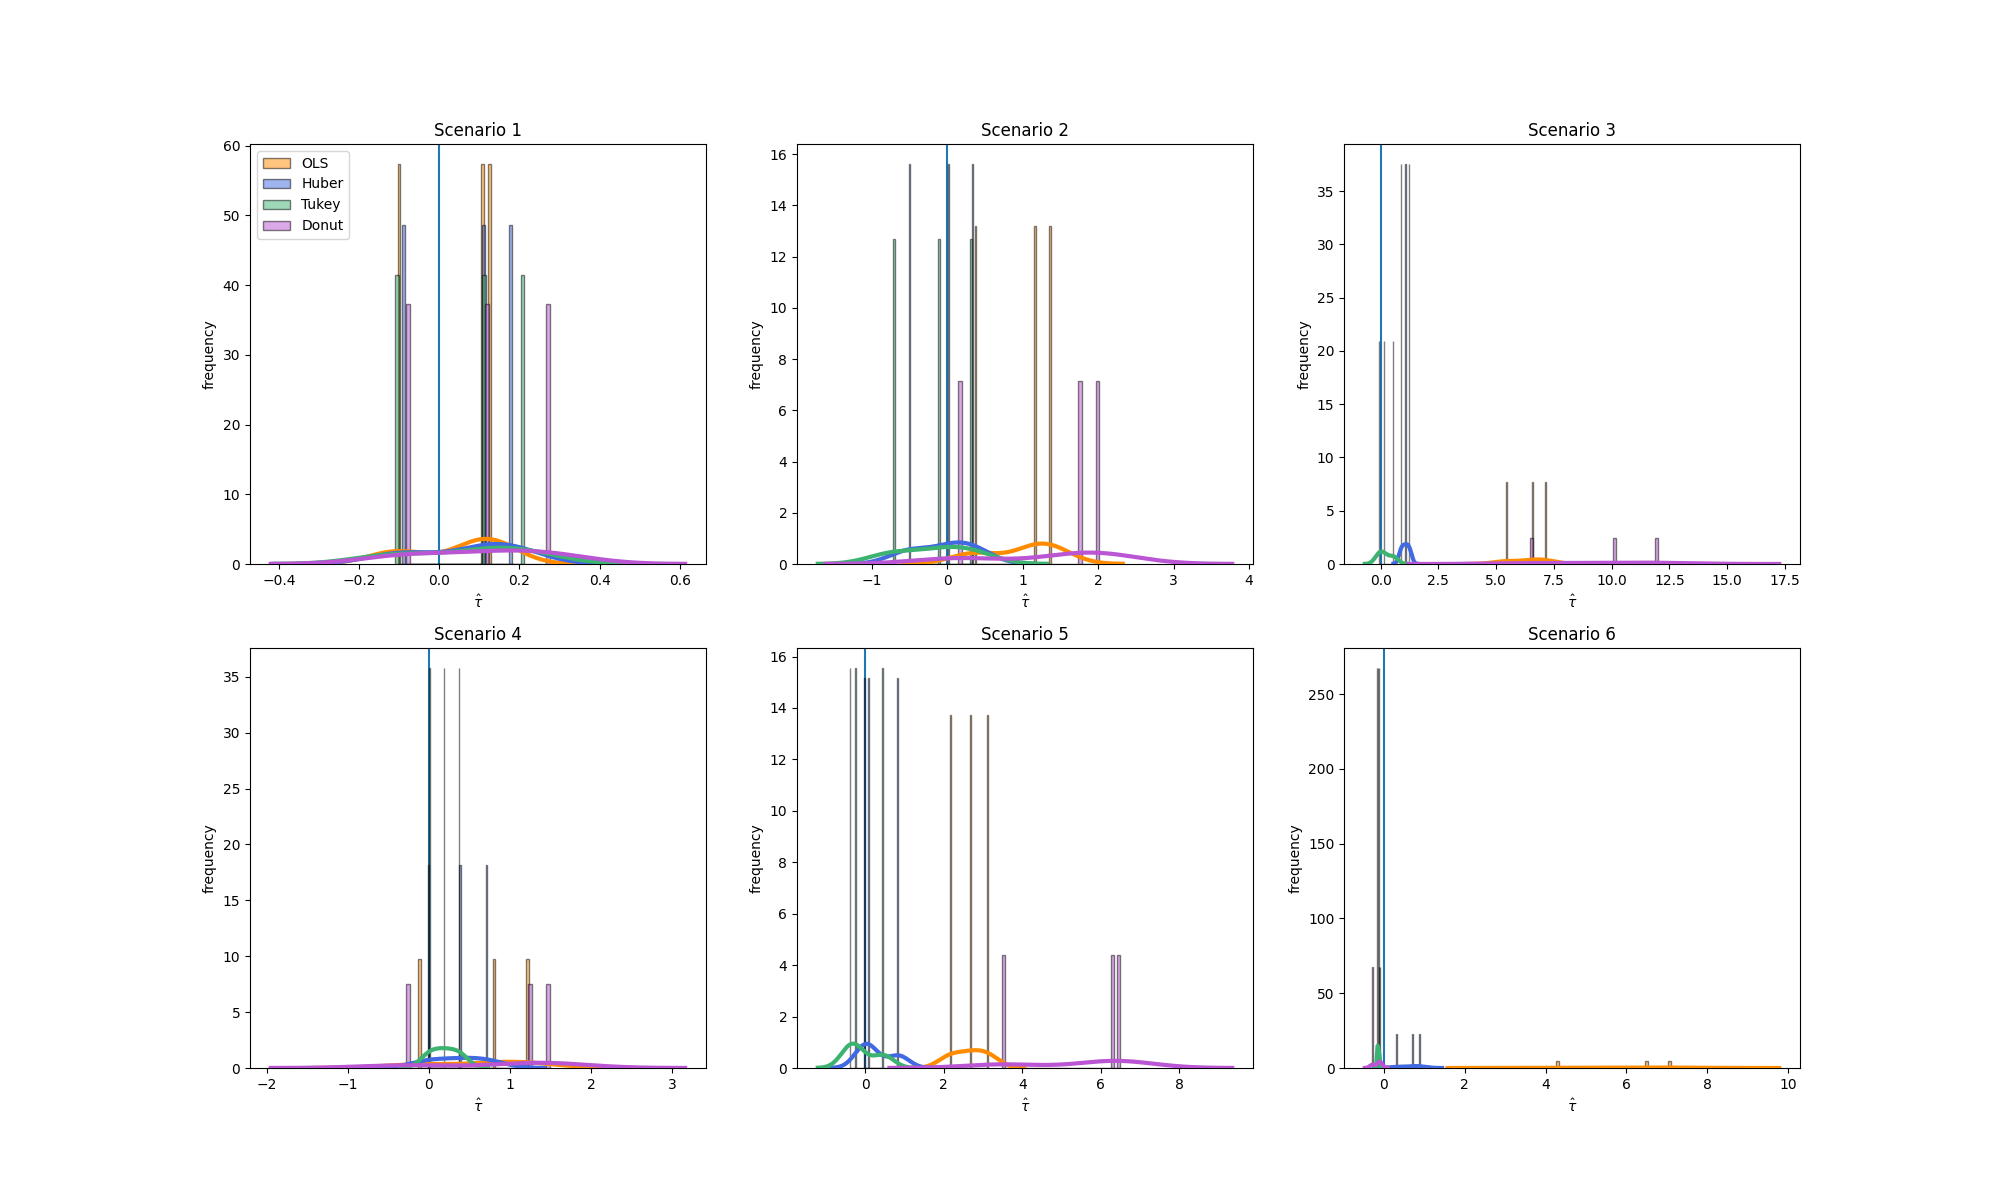 Scenario 1
60
50
40
30
20
10
0
frequency
OLS
Huber
Tukey
Donut
−0.4 −0.2 0.0 0.2 0.4 0.6
τ̂
Scenario 2
16
14
12
10
8
6
4
2
0
frequency
−1 0 1 2 3 4
τ̂
Scenario 3
35
30
25
20
15
10
5
0
frequency
0.0 2.5 5.0 7.5 10.0 12.5 15.0 17.5
τ̂
Scenario 4
35
30
25
20
15
10
5
0
frequency
−2 −1 0 1 2 3
τ̂
Scenario 5
16
14
12
10
8
6
4
2
0
frequency
0 2 4 6 8
τ̂
Scenario 6
250
200
150
100
50
0
frequency
0 2 4 6 8 10
τ̂